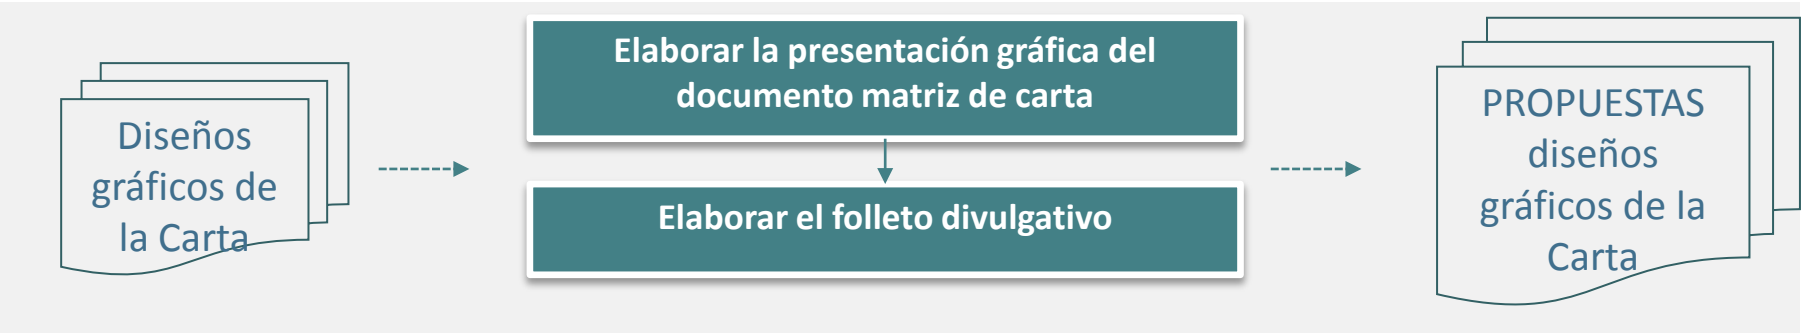 Diseños
gráficos de
la Carta
Elaborar la presentación gráfica del
documento matriz de carta
Elaborar el folleto divulgativo
PROPUESTAS
diseños
gráficos de la
Carta